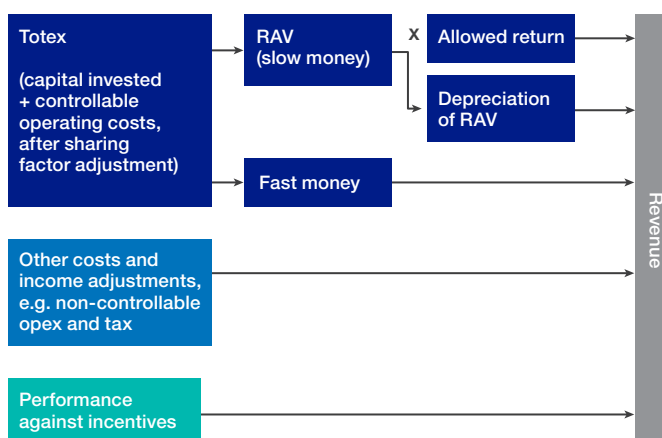 Totex
(capital invested
+ controllable
operating costs,
after sharing
factor adjustment)
RAV
(slow money)
x
Allowed return
Depreciation
of RAV
Fast money
Other costs and
income adjustments,
e.g. non-controllable
opex and tax
Performance
against incentives
Revenue